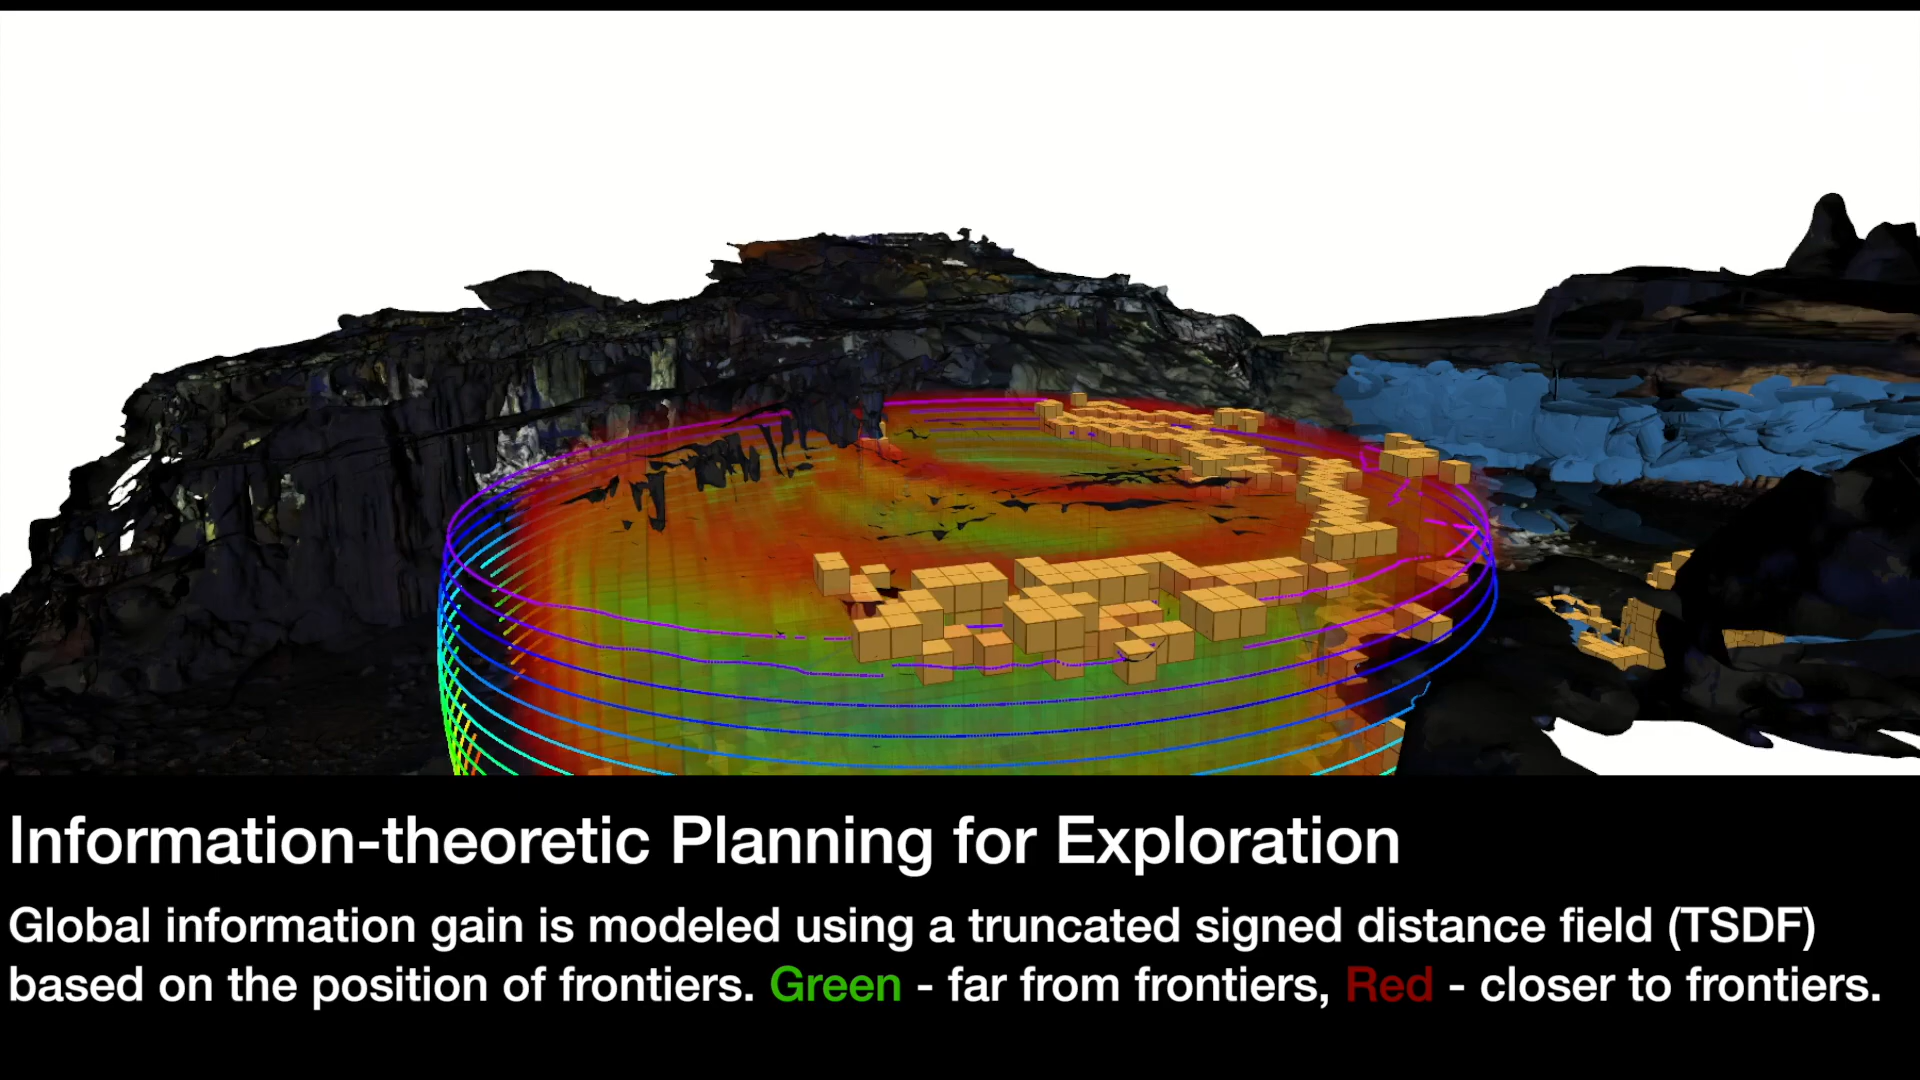 Information-theoretic Planning for Exploration
Global information gain is modeled using a truncated signed distance field (TSDF)
based on the position of frontiers. Green - far from frontiers, Red - closer to frontiers.